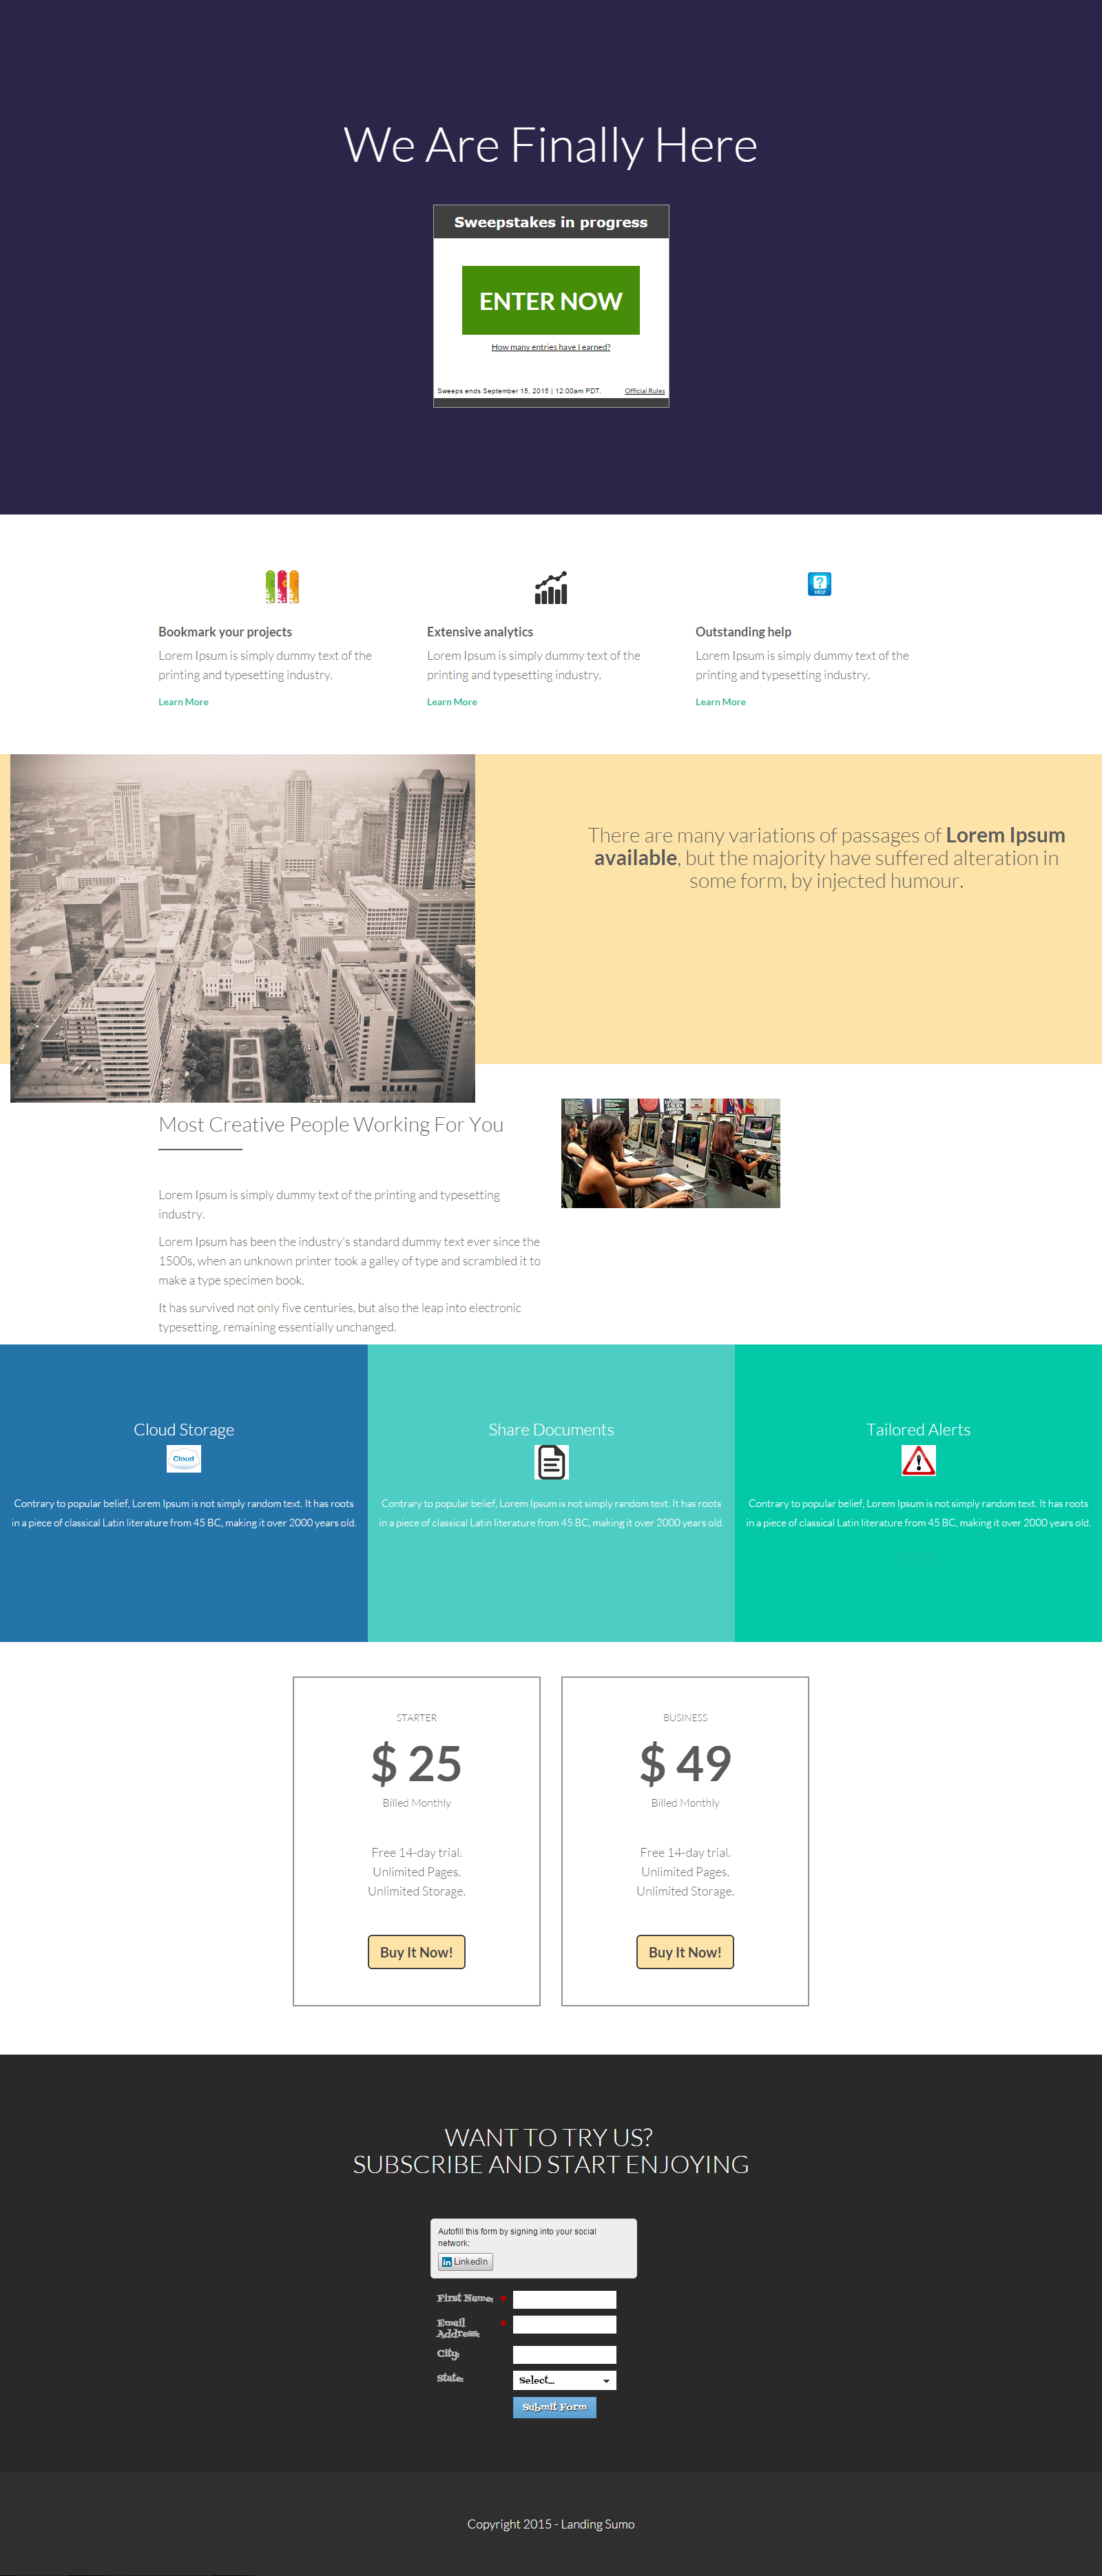 We Are Finally Here
Sweepstakes in progress
ENTER NOW
How many entries have I earned?
Sweeps ends September 15, 2015 | 12:00am PDT.
Official Rules
HELP
Bookmark your projects
Lorem Ipsum is simply dummy text of the
printing and typesetting industry.
Learn More
Extensive analytics
Lorem Ipsum is simply dummy text of the
printing and typesetting industry.
Learn More
Outstanding help
Lorem Ipsum is simply dummy text of the
printing and typesetting industry.
Learn More
There are many variations of passages of Lorem Ipsum
available, but the majority have suffered alteration in
some form, by injected humour.
Most Creative People Working For You
Lorem Ipsum is simply dummy text of the printing and typesetting
industry.
Lorem Ipsum has been the industry's standard dummy text ever since the
1500s, when an unknown printer took a galley of type and scrambled it to
make a type specimen book.
It has survived not only five centuries, but also the leap into electronic
typesetting, remaining essentially unchanged.
Cloud Storage
Cloud
Contrary to popular belief, Lorem Ipsum is not simply random text. It has roots
in a piece of classical Latin literature from 45 BC, making it over 2000 years old.
Share Documents
Contrary to popular belief, Lorem Ipsum is not simply random text. It has roots
in a piece of classical Latin literature from 45 BC, making it over 2000 years old.
Tailored Alerts
Contrary to popular belief, Lorem Ipsum is not simply random text. It has roots
in a piece of classical Latin literature from 45 BC, making it over 2000 years old.
STARTER
$ 25
Billed Monthly
Free 14-day trial.
Unlimited Pages.
Unlimited Storage.
Buy It Now!
BUSINESS
$ 49
Billed Monthly
Free 14-day trial.
Unlimited Pages.
Unlimited Storage.
Buy It Now!
WANT TO TRY US?
SUBSCRIBE AND START ENJOYING
Autofill this form by signing into your social
network:
in LinkedIn
First Name: *
Email *
Address:
City:
State:
Select...
Submit Form
Copyright 2015 - Landing Sumo